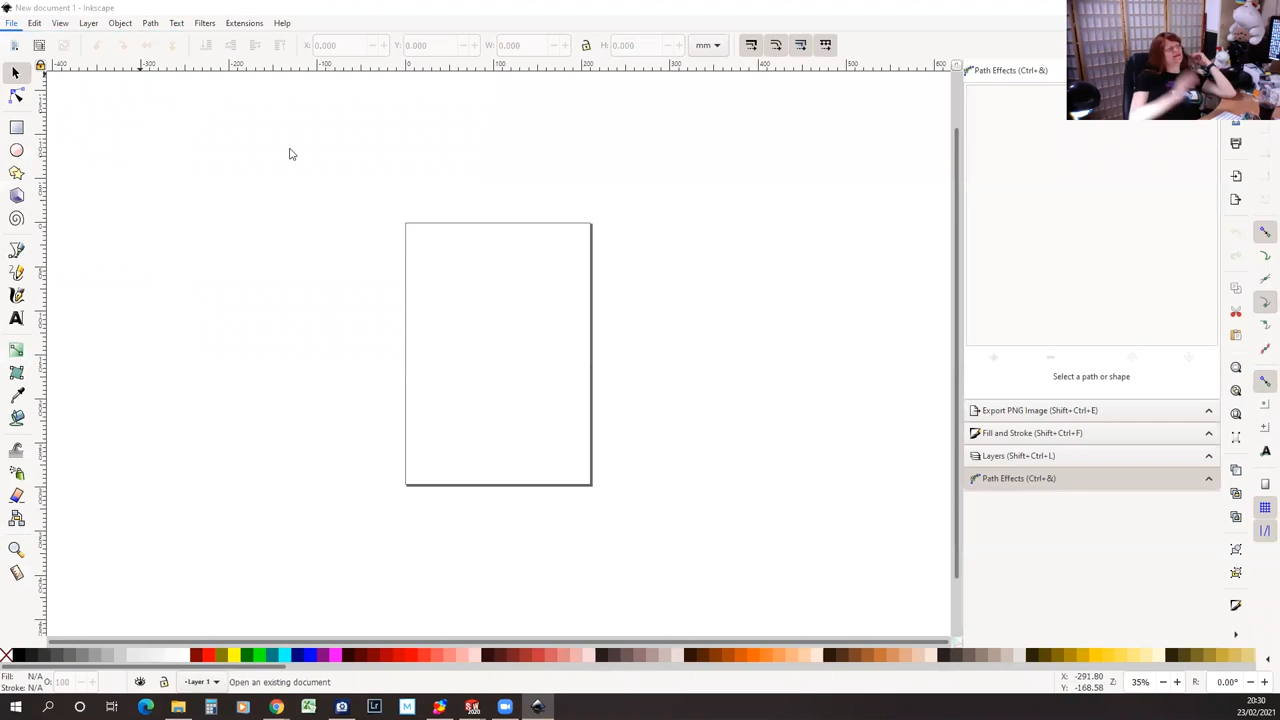 New document 1 - Inkscape
File Edit View Layer Object Path Text Filters Extensions Help
X: 0.000 Y: 0.000 W: 0.000 H: 0.000 mm
Path Effects (Ctrl+&)
Select a path or shape
Export PNG Image (Shift+Ctrl+E)
Fill and Stroke (Shift+Ctrl+F)
Layers (Shift+Ctrl+L)
Path Effects (Ctrl+&)
Fill: N/A
Stroke: N/A
O: 100
-Layer 1
Open an existing document
X: -291.80
Y: -168.58
Z: 35%
R: 0.00°
20:30
23/02/2021